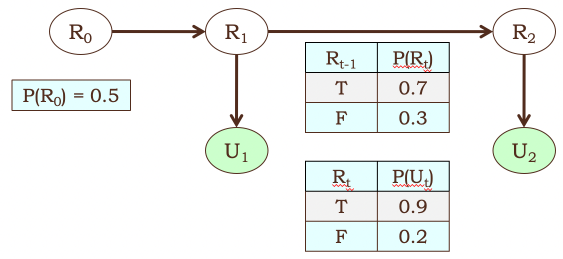 R₀ R₁ R₂
P(R₀) = 0.5
Rₜ₋₁ P(Rₜ)
T 0.7
F 0.3
U₁ U₂
Rₜ P(Uₜ)
T 0.9
F 0.2